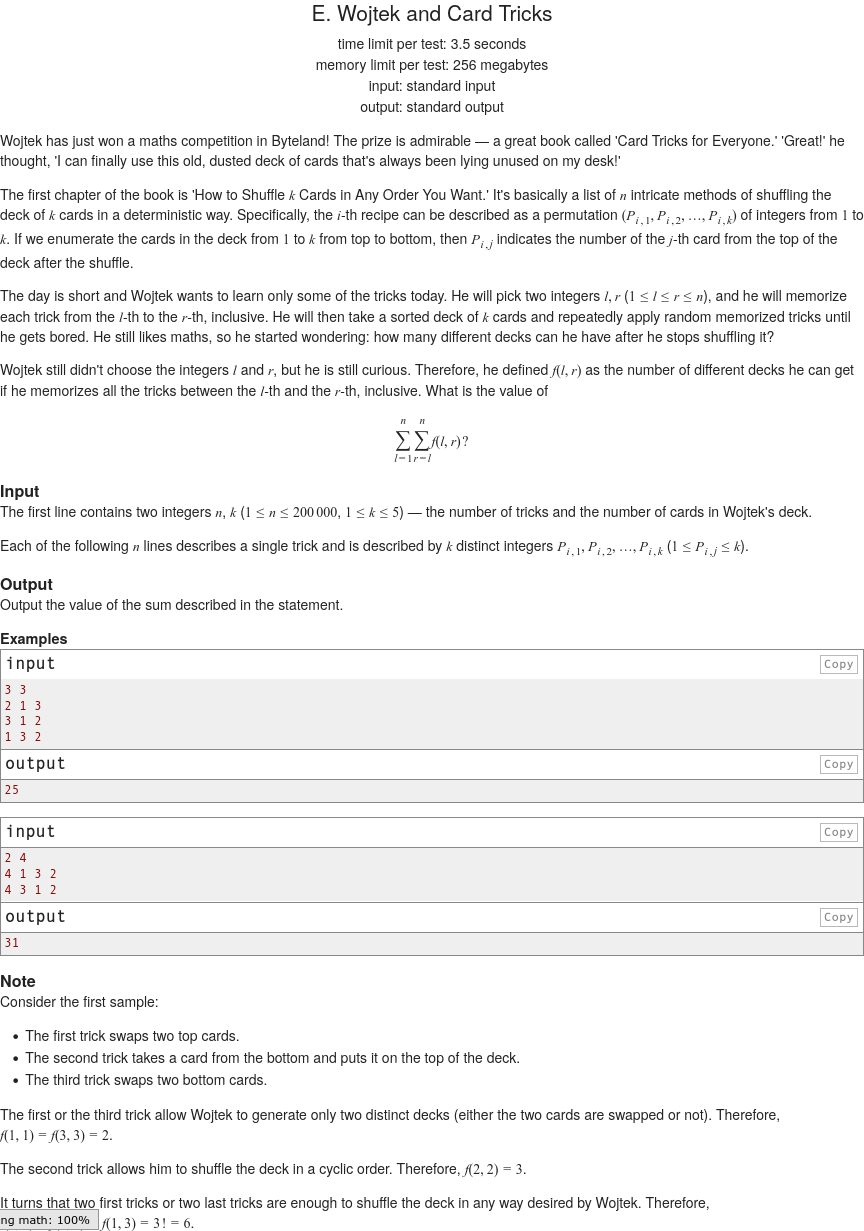 E. Wojtek and Card Tricks
time limit per test: 3.5 seconds
memory limit per test: 256 megabytes
input: standard input
output: standard output
Wojtek has just won a maths competition in Byteland! The prize is admirable — a great book called 'Card Tricks for Everyone.' 'Great!' he
thought, 'I can finally use this old, dusted deck of cards that's always been lying unused on my desk!'
The first chapter of the book is 'How to Shuffle k Cards in Any Order You Want.' It's basically a list of n intricate methods of shuffling the
deck of k cards in a deterministic way. Specifically, the i-th recipe can be described as a permutation (P_{i,1}, P_{i,2}, ..., P_{i,k}) of integers from 1 to
k. If we enumerate the cards in the deck from 1 to k from top to bottom, then P_{i,j} indicates the number of the j-th card from the top of the
deck after the shuffle.
The day is short and Wojtek wants to learn only some of the tricks today. He will pick two integers l, r (1 ≤ l ≤ r ≤ n), and he will memorize
each trick from the l-th to the r-th, inclusive. He will then take a sorted deck of k cards and repeatedly apply random memorized tricks until
he gets bored. He still likes maths, so he started wondering: how many different decks can he have after he stops shuffling it?
Wojtek still didn't choose the integers l and r, but he is still curious. Therefore, he defined f(l, r) as the number of different decks he can get
if he memorizes all the tricks between the l-th and the r-th, inclusive. What is the value of
n n
∑ ∑ f(l, r)?
l=1 r=l
Input
The first line contains two integers n, k (1 ≤ n ≤ 200 000, 1 ≤ k ≤ 5) — the number of tricks and the number of cards in Wojtek's deck.
Each of the following n lines describes a single trick and is described by k distinct integers P_{i,1}, P_{i,2}, ..., P_{i,k} (1 ≤ P_{i,j} ≤ k).
Output
Output the value of the sum described in the statement.
Examples
input Copy
3 3
2 1 3
3 1 2
1 3 2
output Copy
25
input Copy
2 4
4 1 3 2
4 3 1 2
output Copy
31
Note
Consider the first sample:
• The first trick swaps two top cards.
• The second trick takes a card from the bottom and puts it on the top of the deck.
• The third trick swaps two bottom cards.
The first or the third trick allow Wojtek to generate only two distinct decks (either the two cards are swapped or not). Therefore,
f(1, 1) = f(3, 3) = 2.
The second trick allows him to shuffle the deck in a cyclic order. Therefore, f(2, 2) = 3.
It turns that two first tricks or two last tricks are enough to shuffle the deck in any way desired by Wojtek. Therefore,
ng math: 100% f(1, 3) = 3! = 6.